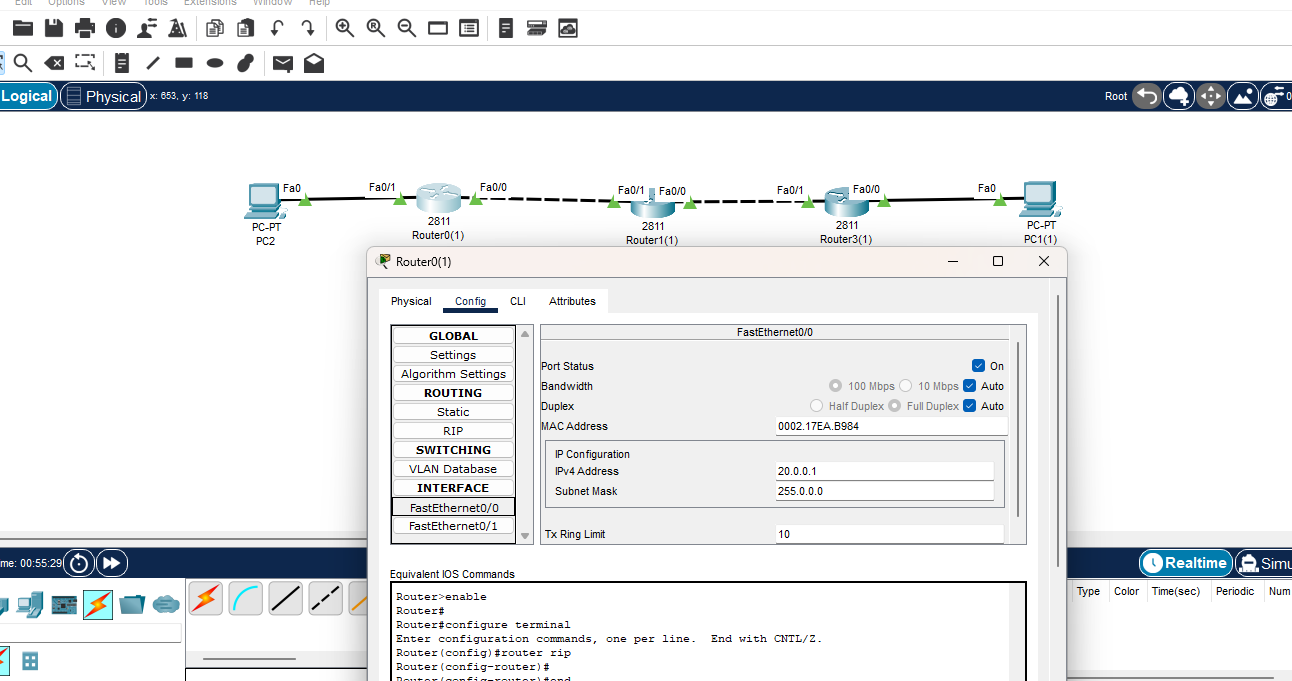 Edit Options View Tools Extensions Window Help
Logical Physical x: 653, y: 118 Root 0
Fa0 Fa0/1 Fa0/0 Fa0/1 Fa0/0 Fa0/1 Fa0/0 Fa0
PC-PT 2811 2811 2811 PC-PT
PC2 Router0(1) Router1(1) Router3(1) PC1(1)
Router0(1)
Physical Config CLI Attributes
GLOBAL
Settings
Algorithm Settings
ROUTING
Static
RIP
SWITCHING
VLAN Database
INTERFACE
FastEthernet0/0
FastEthernet0/1
FastEthernet0/0
Port Status On
Bandwidth 100 Mbps 10 Mbps Auto
Duplex Half Duplex Full Duplex Auto
MAC Address 0002.17EA.B984
IP Configuration
IPv4 Address 20.0.0.1
Subnet Mask 255.0.0.0
Tx Ring Limit 10
Equivalent IOS Commands
Router>enable
Router#
Router#configure terminal
Enter configuration commands, one per line. End with CNTL/Z.
Router(config)#router rip
Router(config-router)#
Router(config-router)#end
me: 00:55:29 Realtime Simu
Type Color Time(sec) Periodic Num